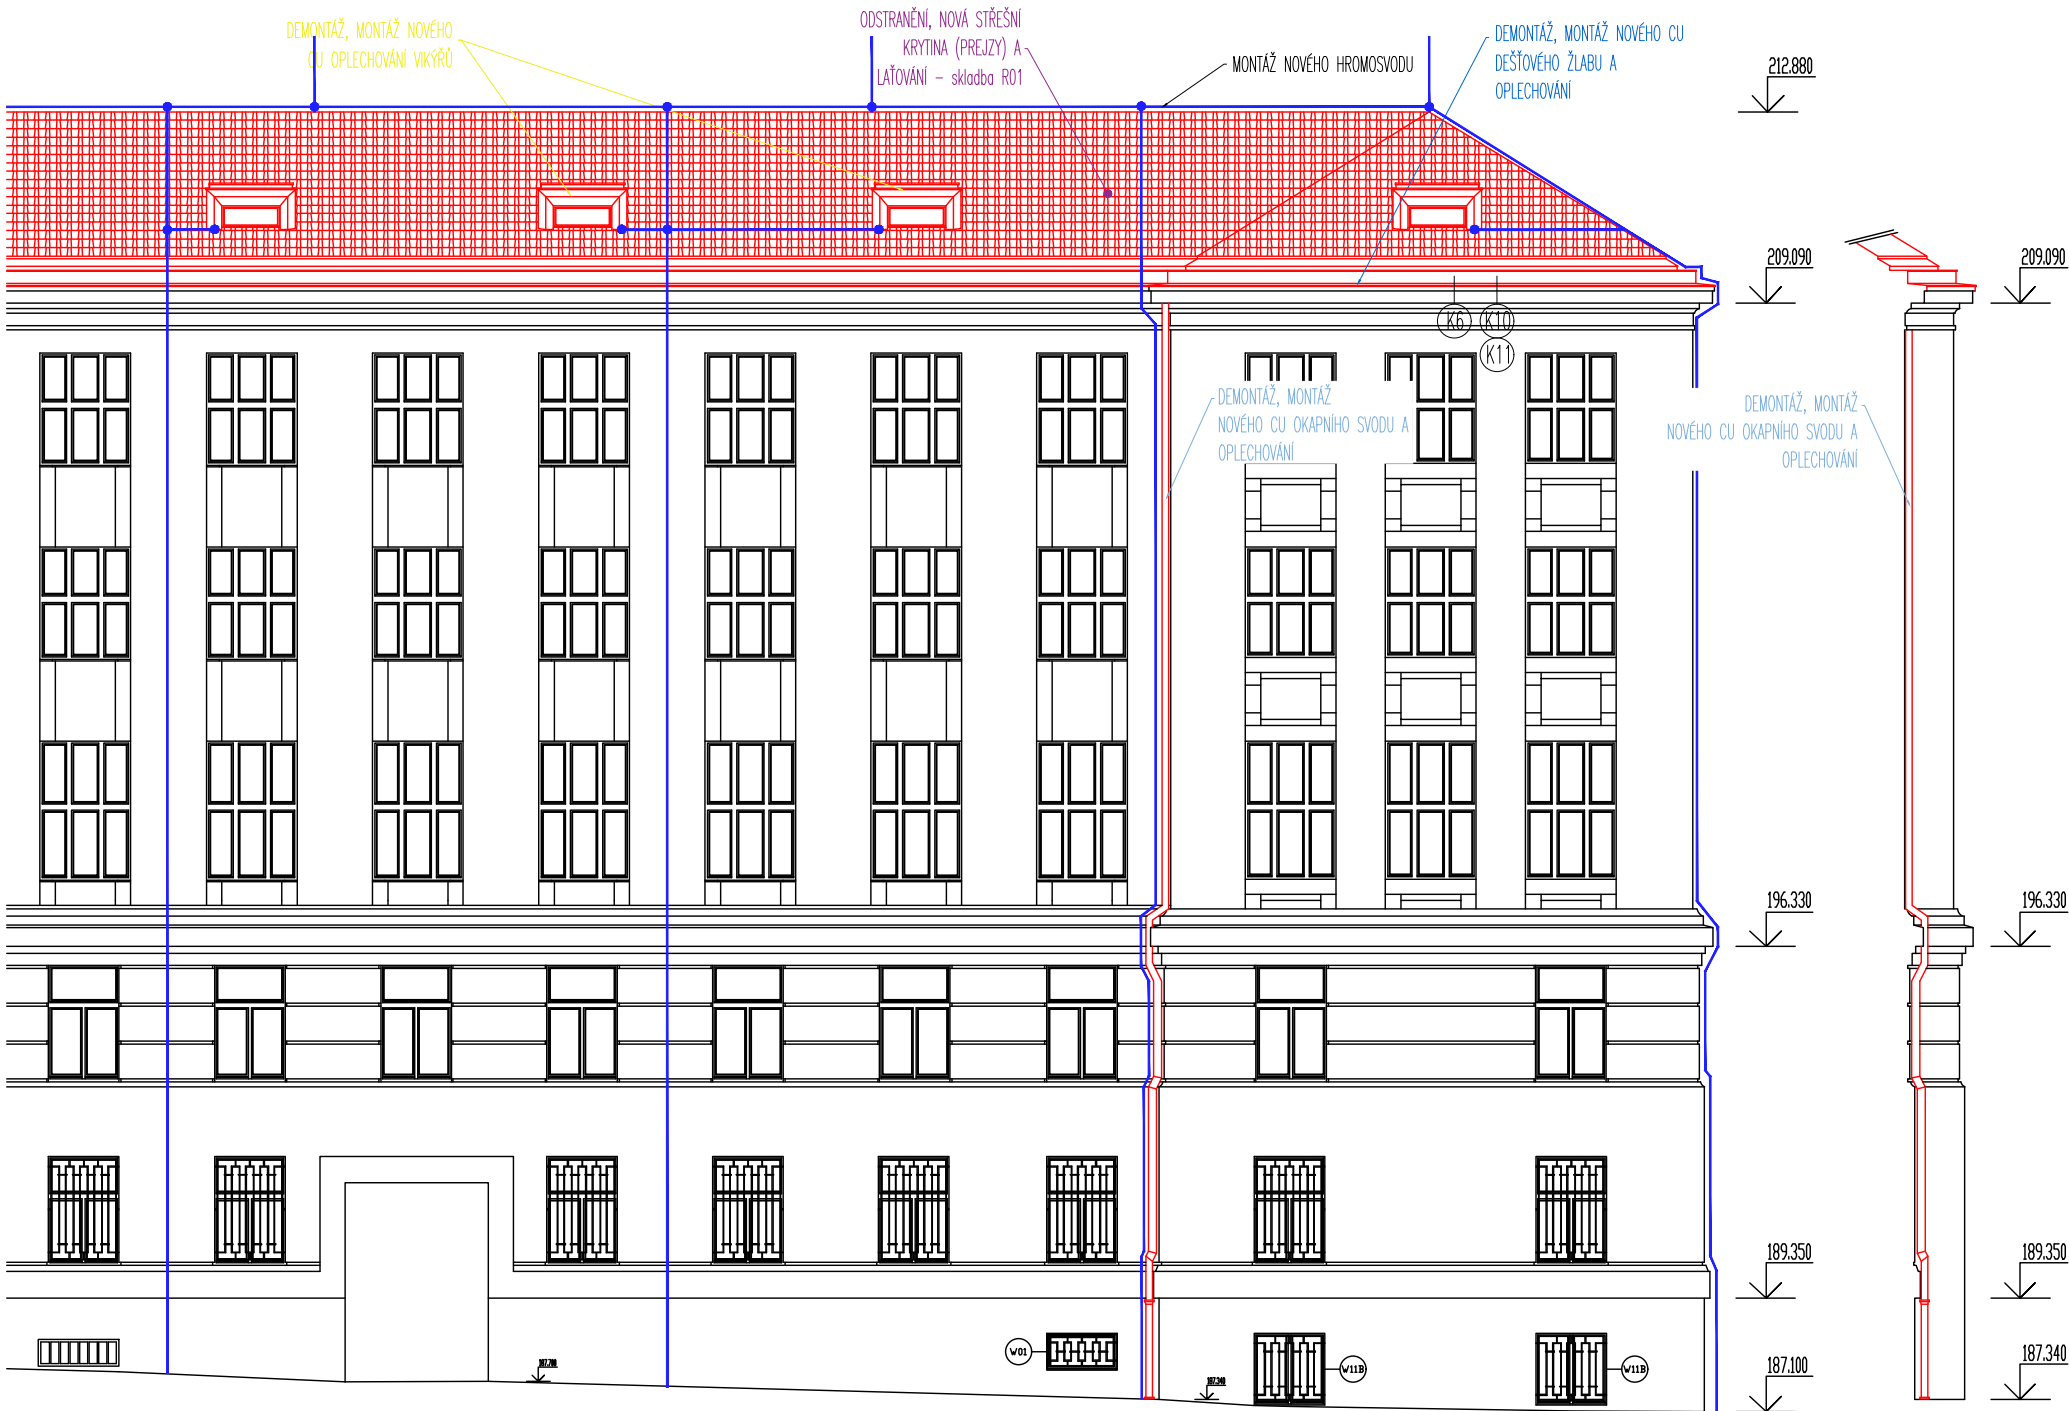 DEMONTÁŽ, MONTÁŽ NOVÉHO
CU OPLECHOVÁNÍ VIKÝŘŮ
ODSTRANĚNÍ, NOVÁ STŘEŠNÍ
KRYTINA (PREJZY) A
LAŤOVÁNÍ – skladba R01
MONTÁŽ NOVÉHO HROMOSVODU
DEMONTÁŽ, MONTÁŽ NOVÉHO CU
DEŠŤOVÉHO ŽLABU A
OPLECHOVÁNÍ
212.880
209.090
209.090
K6
K10
K11
DEMONTÁŽ, MONTÁŽ
NOVÉHO CU OKAPNÍHO SVODU A
OPLECHOVÁNÍ
DEMONTÁŽ, MONTÁŽ
NOVÉHO CU OKAPNÍHO SVODU A
OPLECHOVÁNÍ
196.330
196.330
189.350
189.350
W01
W11B
W11B
187.340
187.100
187.340